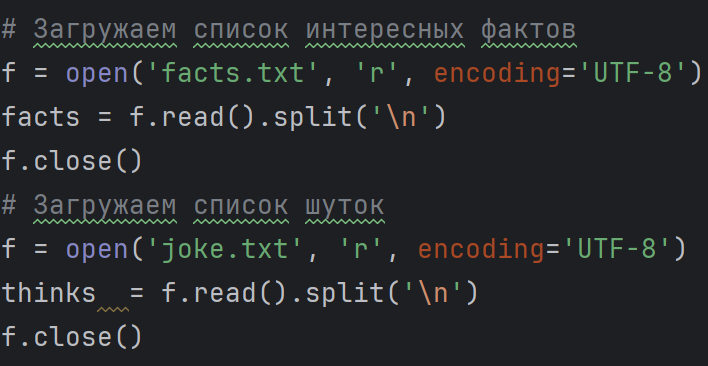 # Загружаем список интересных фактов
f = open('facts.txt', 'r', encoding='UTF-8')
facts = f.read().split('\n')
f.close()
# Загружаем список шуток
f = open('joke.txt', 'r', encoding='UTF-8')
thinks  = f.read().split('\n')
f.close()